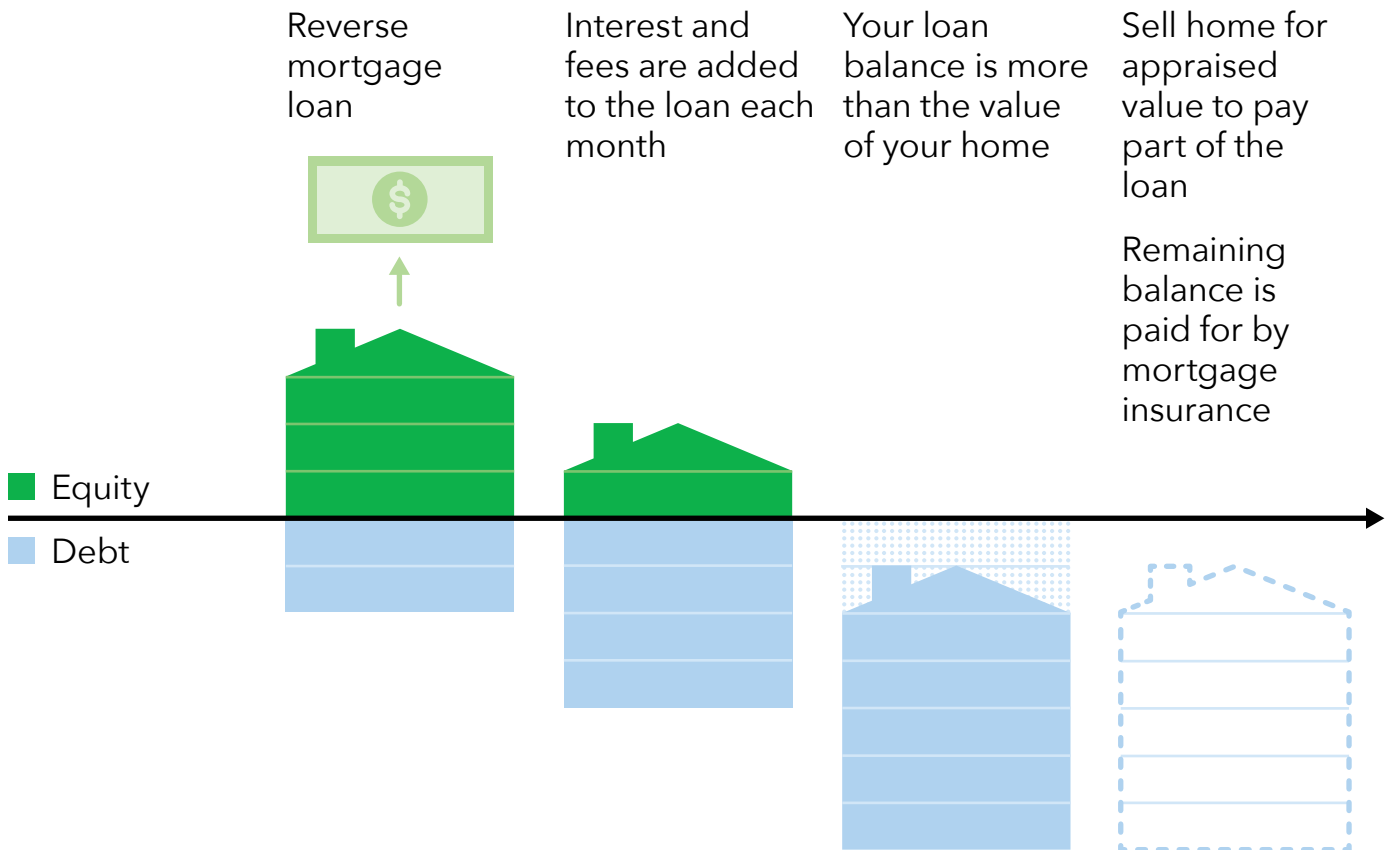 Reverse
mortgage
loan
Interest and
fees are added
to the loan each
month
Your loan
balance is more
than the value
of your home
Sell home for
appraised
value to pay
part of the
loan
Remaining
balance is
paid for by
mortgage
insurance
$
Equity
Debt